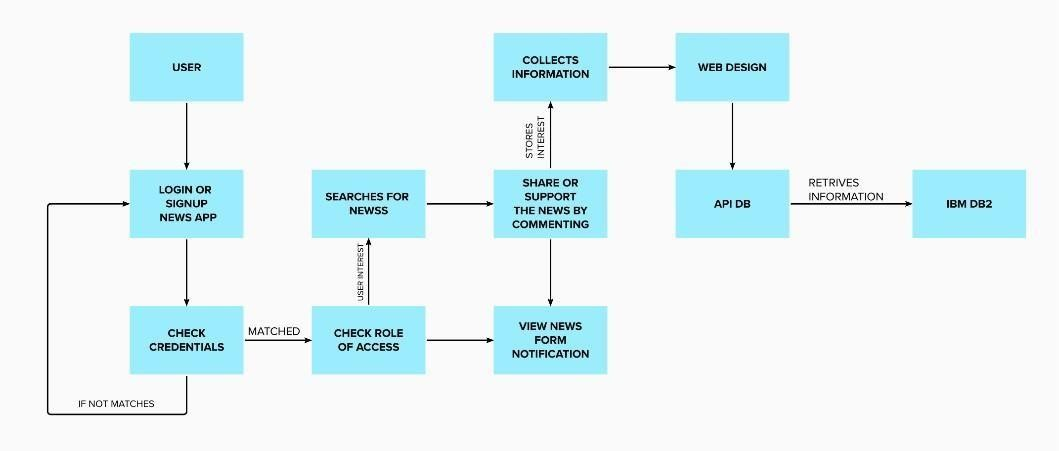 USER
COLLECTS
INFORMATION
WEB DESIGN
STORES
INTEREST
LOGIN OR
SIGNUP
NEWS APP
SEARCHES FOR
NEWSS
SHARE OR
SUPPORT
THE NEWS BY
COMMENTING
API DB
RETRIVES
INFORMATION
IBM DB2
USER INTEREST
CHECK
CREDENTIALS
MATCHED
CHECK ROLE
OF ACCESS
VIEW NEWS
FORM
NOTIFICATION
IF NOT MATCHES